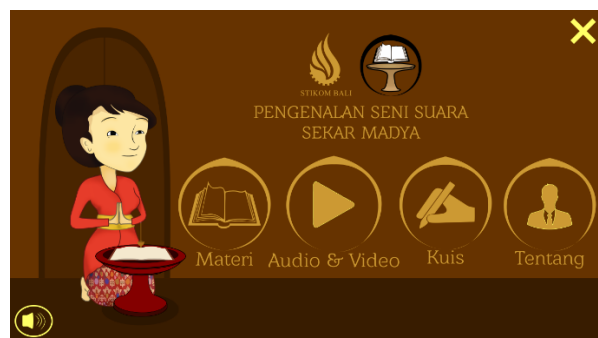 STIKOM BALI
PENGENALAN SENI SUARA
SEKAR MADYA
Materi
Audio & Video
Kuis
Tentang